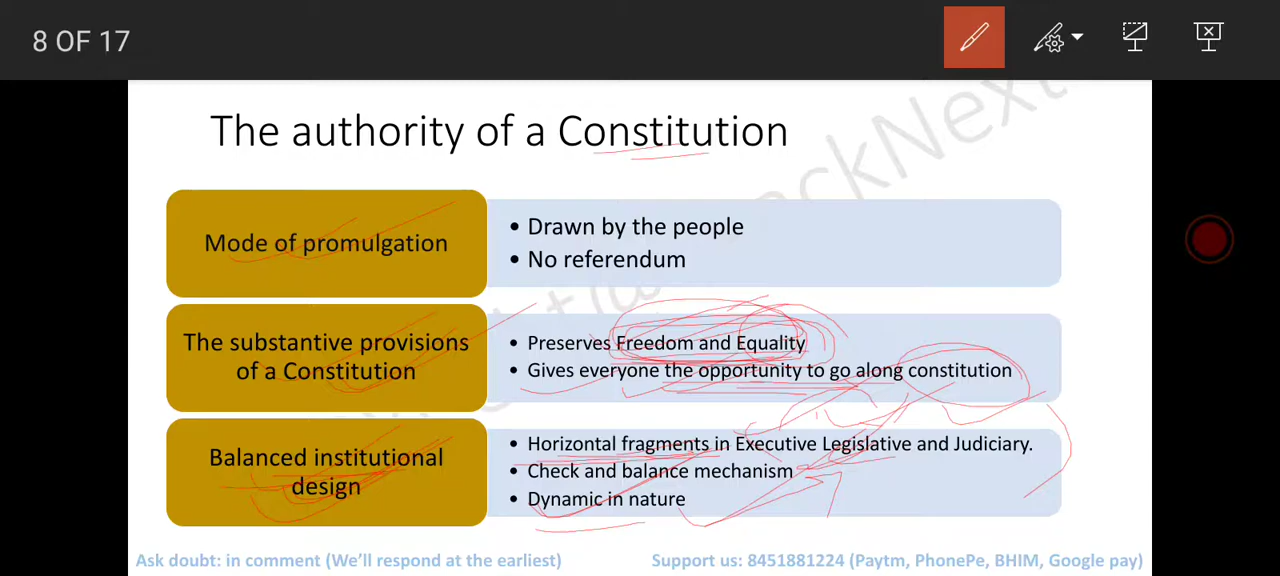 8 OF 17
The authority of a Constitution
Mode of promulgation
• Drawn by the people
• No referendum
The substantive provisions
of a Constitution
• Preserves Freedom and Equality
• Gives everyone the opportunity to go along constitution
Balanced institutional
design
• Horizontal fragments in Executive Legislative and Judiciary.
• Check and balance mechanism
• Dynamic in nature
Ask doubt: in comment (We'll respond at the earliest)
Support us: 8451881224 (Paytm, PhonePe, BHIM, Google pay)